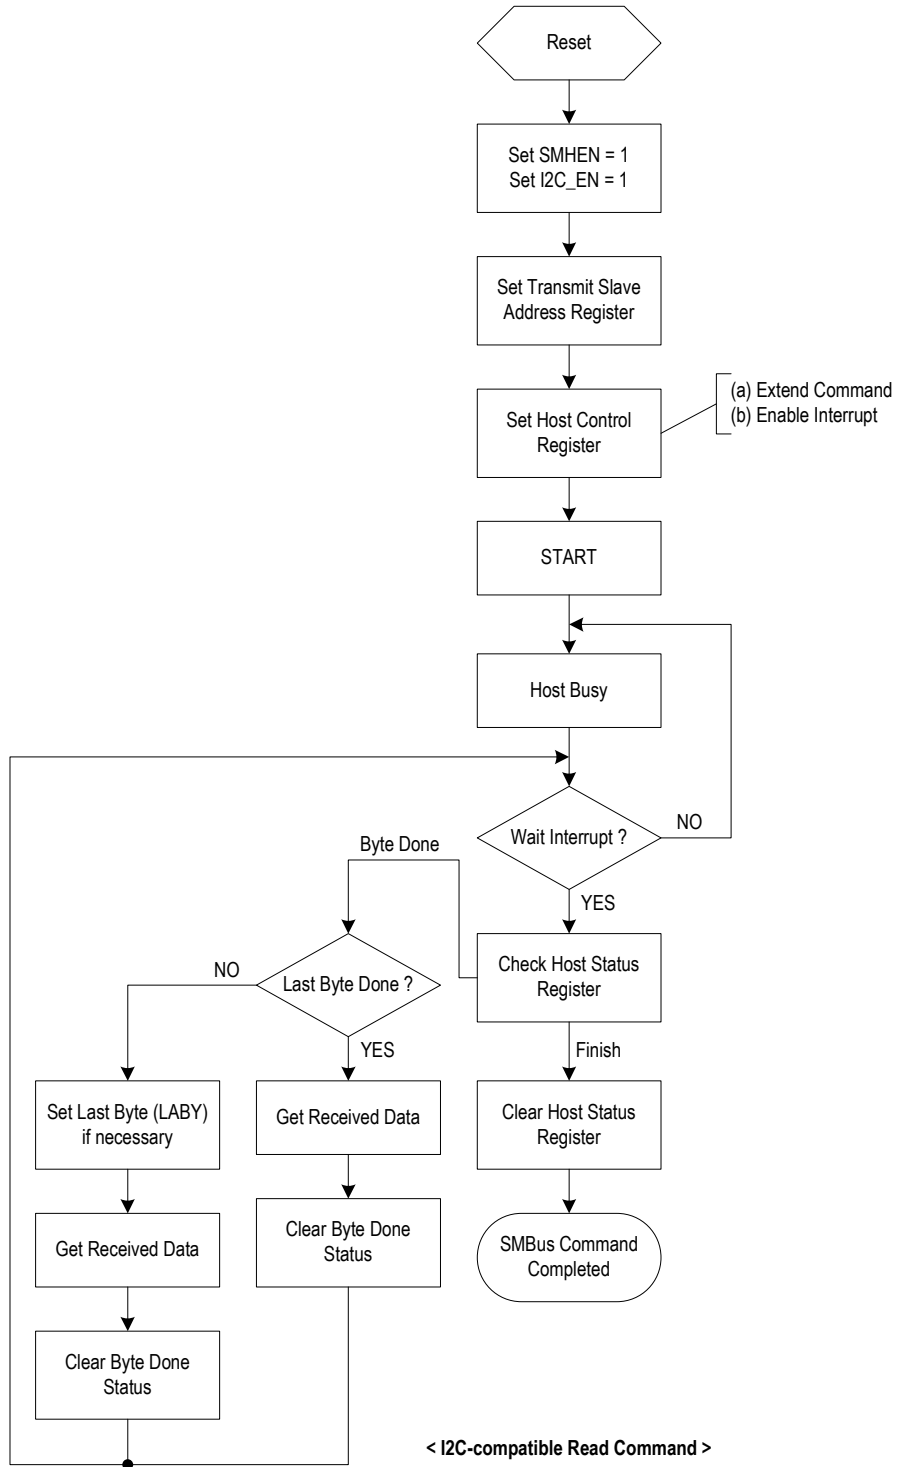 Reset
Set SMHEN = 1
Set I2C_EN = 1
Set Transmit Slave
Address Register
Set Host Control
Register
(a) Extend Command
(b) Enable Interrupt
START
Host Busy
Wait Interrupt ?
NO
YES
Byte Done
Check Host Status
Register
Last Byte Done ?
NO
YES
Finish
Set Last Byte (LABY)
if necessary
Get Received Data
Clear Host Status
Register
Get Received Data
Clear Byte Done
Status
SMBus Command
Completed
Clear Byte Done
Status
< I2C-compatible Read Command >